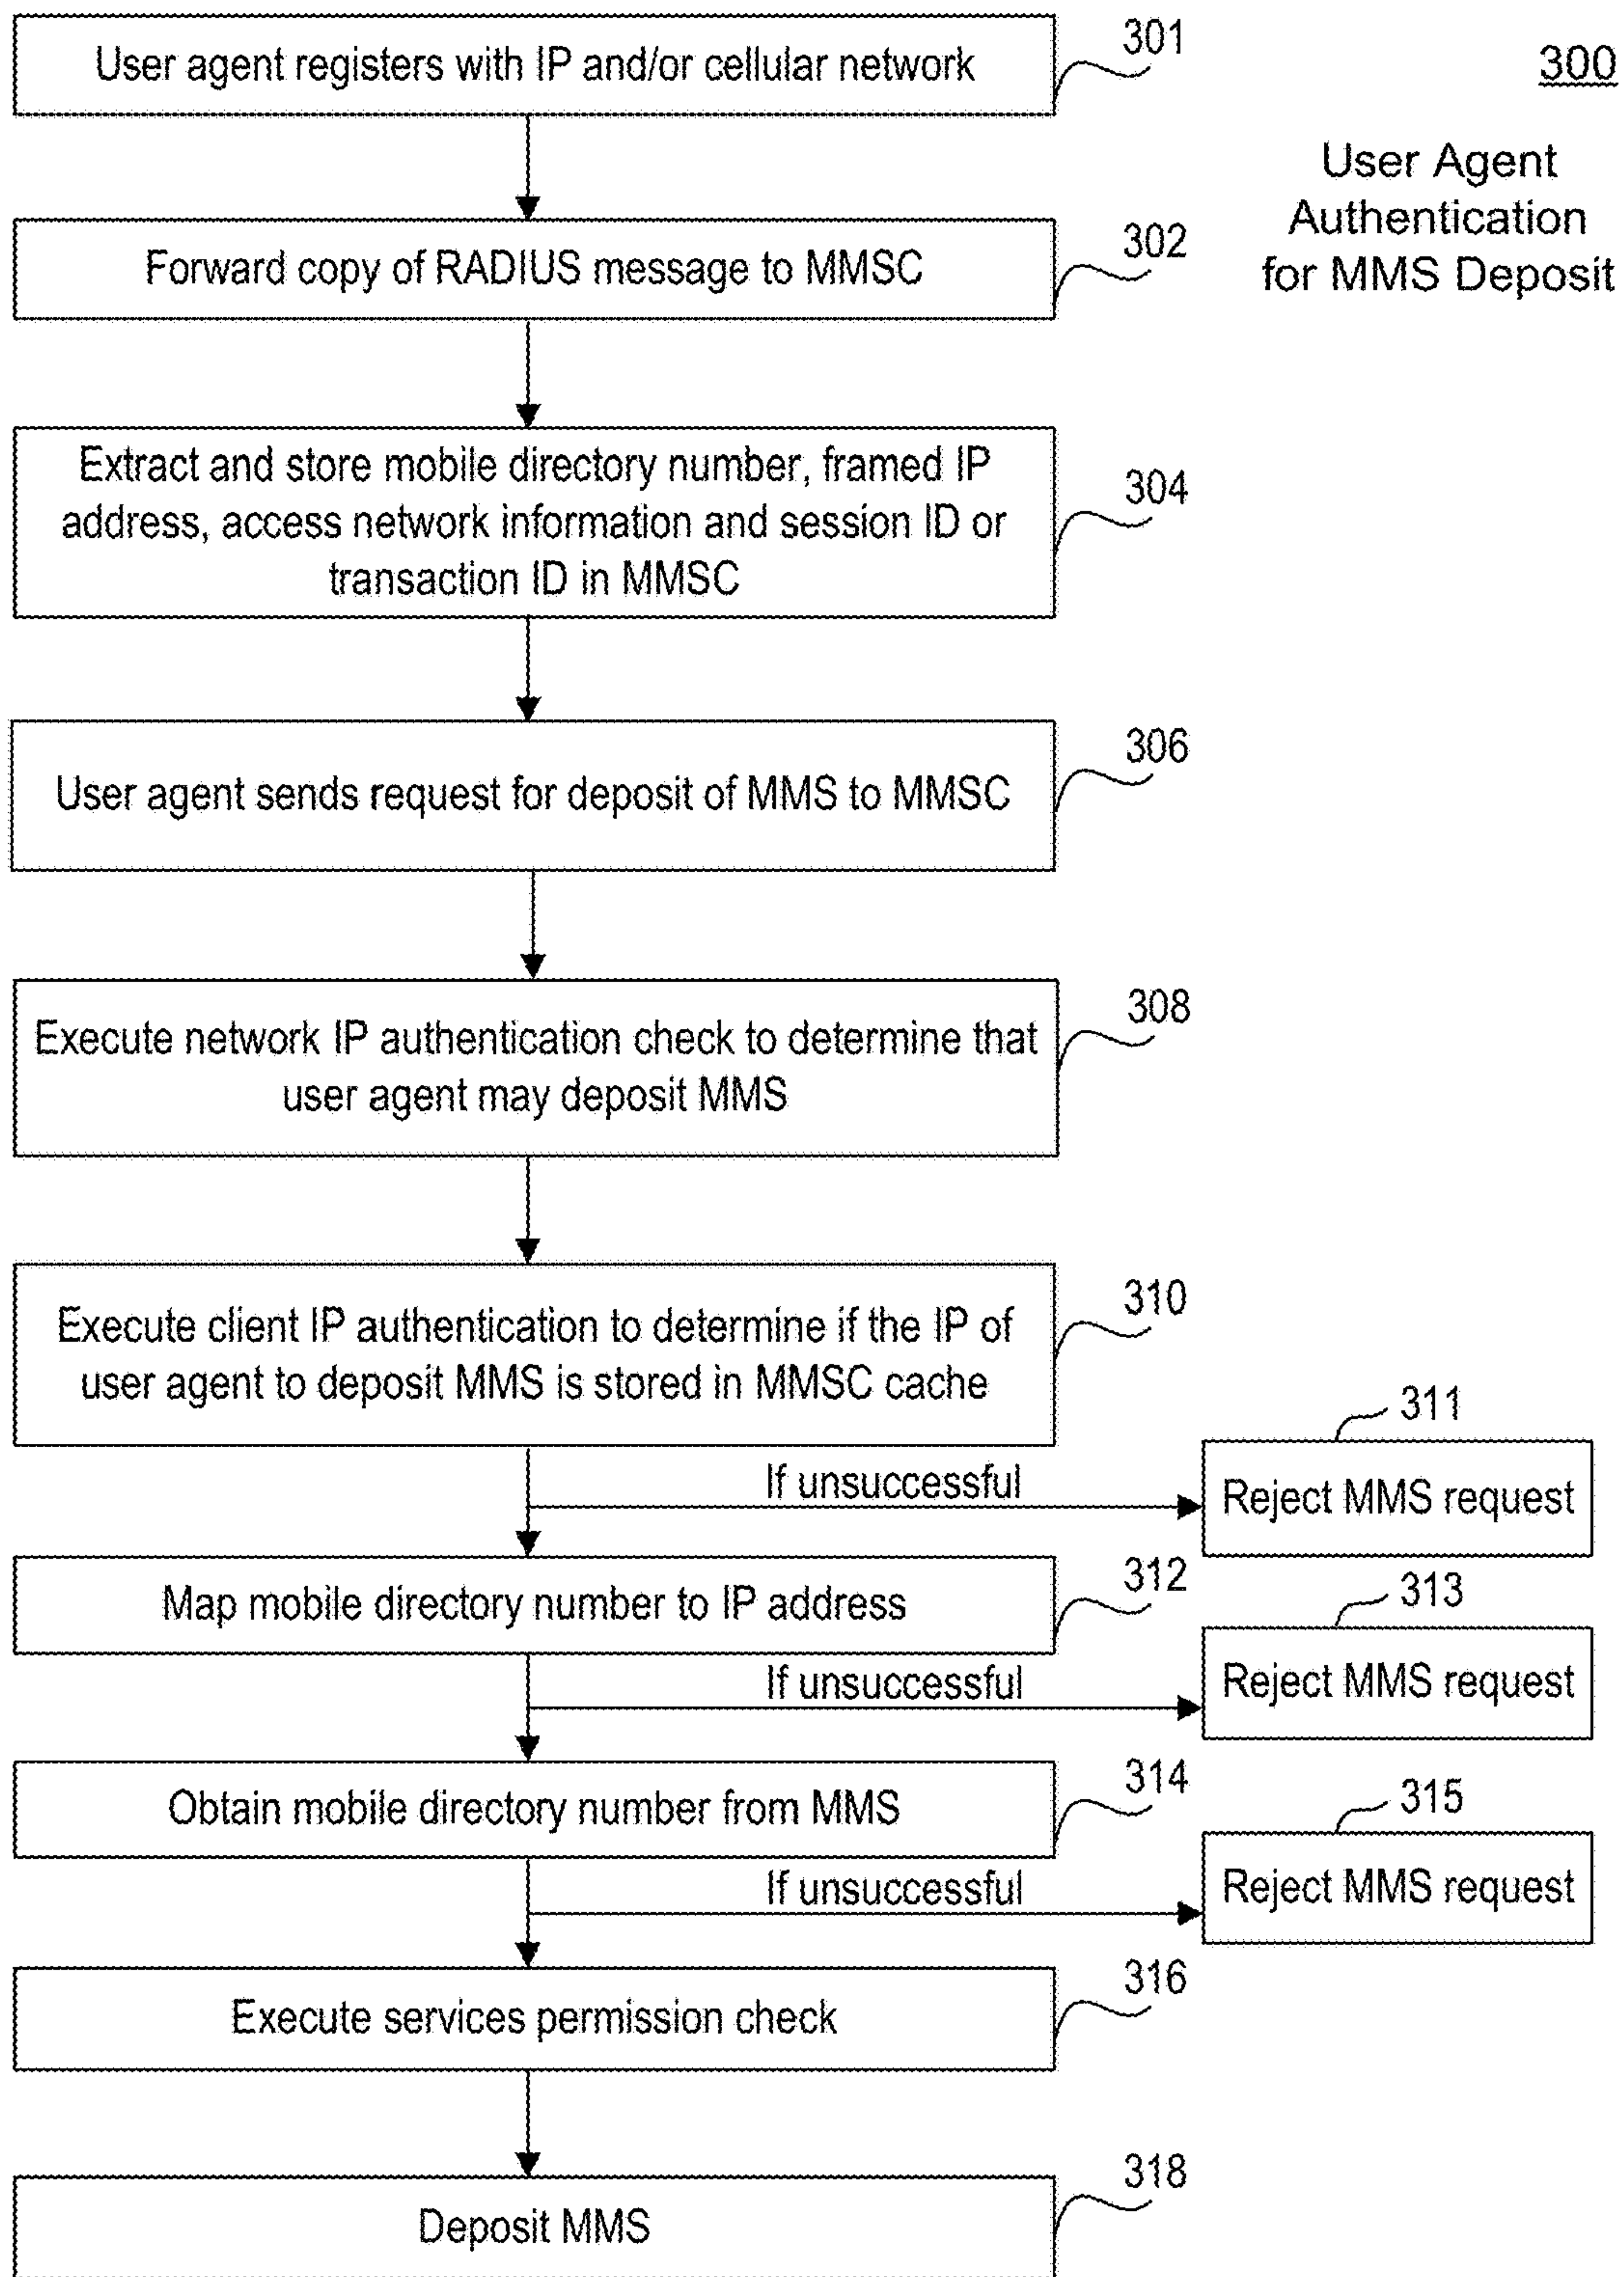 300
User Agent
Authentication
for MMS Deposit
User agent registers with IP and/or cellular network
301
Forward copy of RADIUS message to MMSC
302
Extract and store mobile directory number, framed IP
address, access network information and session ID or
transaction ID in MMSC
304
User agent sends request for deposit of MMS to MMSC
306
Execute network IP authentication check to determine that
user agent may deposit MMS
308
Execute client IP authentication to determine if the IP of
user agent to deposit MMS is stored in MMSC cache
310
If unsuccessful
311
Reject MMS request
Map mobile directory number to IP address
312
If unsuccessful
313
Reject MMS request
Obtain mobile directory number from MMS
314
If unsuccessful
315
Reject MMS request
Execute services permission check
316
Deposit MMS
318